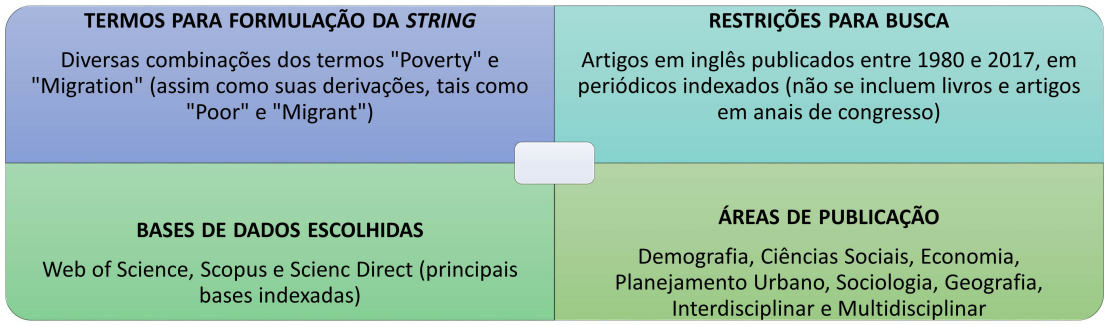 TERMOS PARA FORMULAÇÃO DA STRING
Diversas combinações dos termos "Poverty" e
"Migration" (assim como suas derivações, tais como
"Poor" e "Migrant")
RESTRIÇÕES PARA BUSCA
Artigos em inglês publicados entre 1980 e 2017, em
periódicos indexados (não se incluem livros e artigos
em anais de congresso)
BASES DE DADOS ESCOLHIDAS
Web of Science, Scopus e Scienc Direct (principais
bases indexadas)
ÁREAS DE PUBLICAÇÃO
Demografia, Ciências Sociais, Economia,
Planejamento Urbano, Sociologia, Geografia,
Interdisciplinar e Multidisciplinar